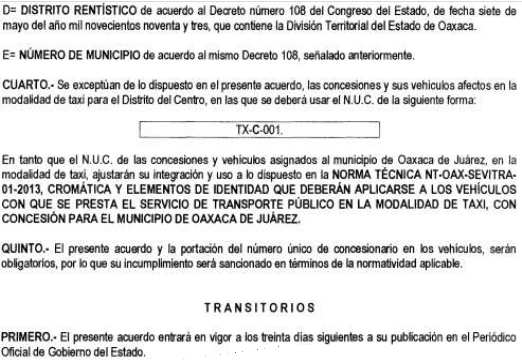 D= DISTRITO RENTÍSTICO de acuerdo al Decreto número 108 del Congreso del Estado, de fecha siete de
mayo del año mil novecientos noventa y tres, que contiene la División Territorial del Estado de Oaxaca.
E= NÚMERO DE MUNICIPIO de acuerdo al mismo Decreto 108, señalado anteriormente.
CUARTO.- Se exceptúan de lo dispuesto en el presente acuerdo, las concesiones y sus vehículos afectos en la
modalidad de taxi para el Distrito del Centro, en las que se deberá usar el N.U.C. de la siguiente forma:
TX-C-001.
En tanto que el N.U.C. de las concesiones y vehículos asignados al municipio de Oaxaca de Juárez, en la
modalidad de taxi, ajustarán su integración y uso a lo dispuesto en la NORMA TÉCNICA NT-OAX-SEVITRA-
01-2013, CROMÁTICA Y ELEMENTOS DE IDENTIDAD QUE DEBERÁN APLICARSE A LOS VEHÍCULOS
CON QUE SE PRESTA EL SERVICIO DE TRANSPORTE PÚBLICO EN LA MODALIDAD DE TAXI, CON
CONCESIÓN PARA EL MUNICIPIO DE OAXACA DE JUÁREZ.
QUINTO.- El presente acuerdo y la portación del número único de concesionario en los vehículos, serán
obligatorios, por lo que su incumplimiento será sancionado en términos de la normatividad aplicable.
TRANSITORIOS
PRIMERO.- El presente acuerdo entrará en vigor a los treinta días siguientes a su publicación en el Periódico
Oficial de Gobierno del Estado.